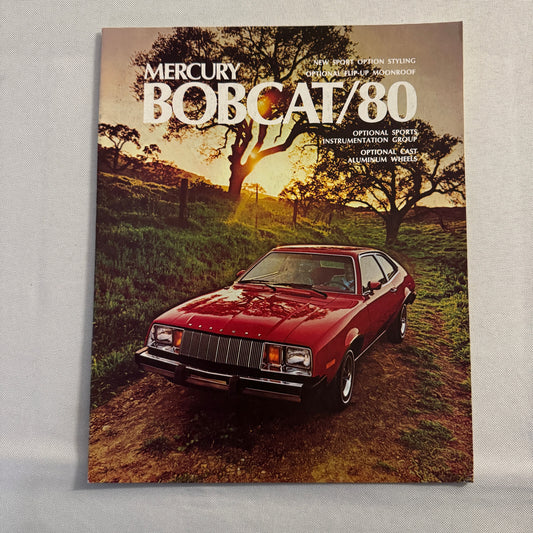 MERCURY
BOBCAT/80
NEW SPORT OPTION STYLING
OPTIONAL FLIP-UP MOONROOF
OPTIONAL SPORTS
INSTRUMENTATION GROUP
OPTIONAL CAST
ALUMINUM WHEELS
MERCURY